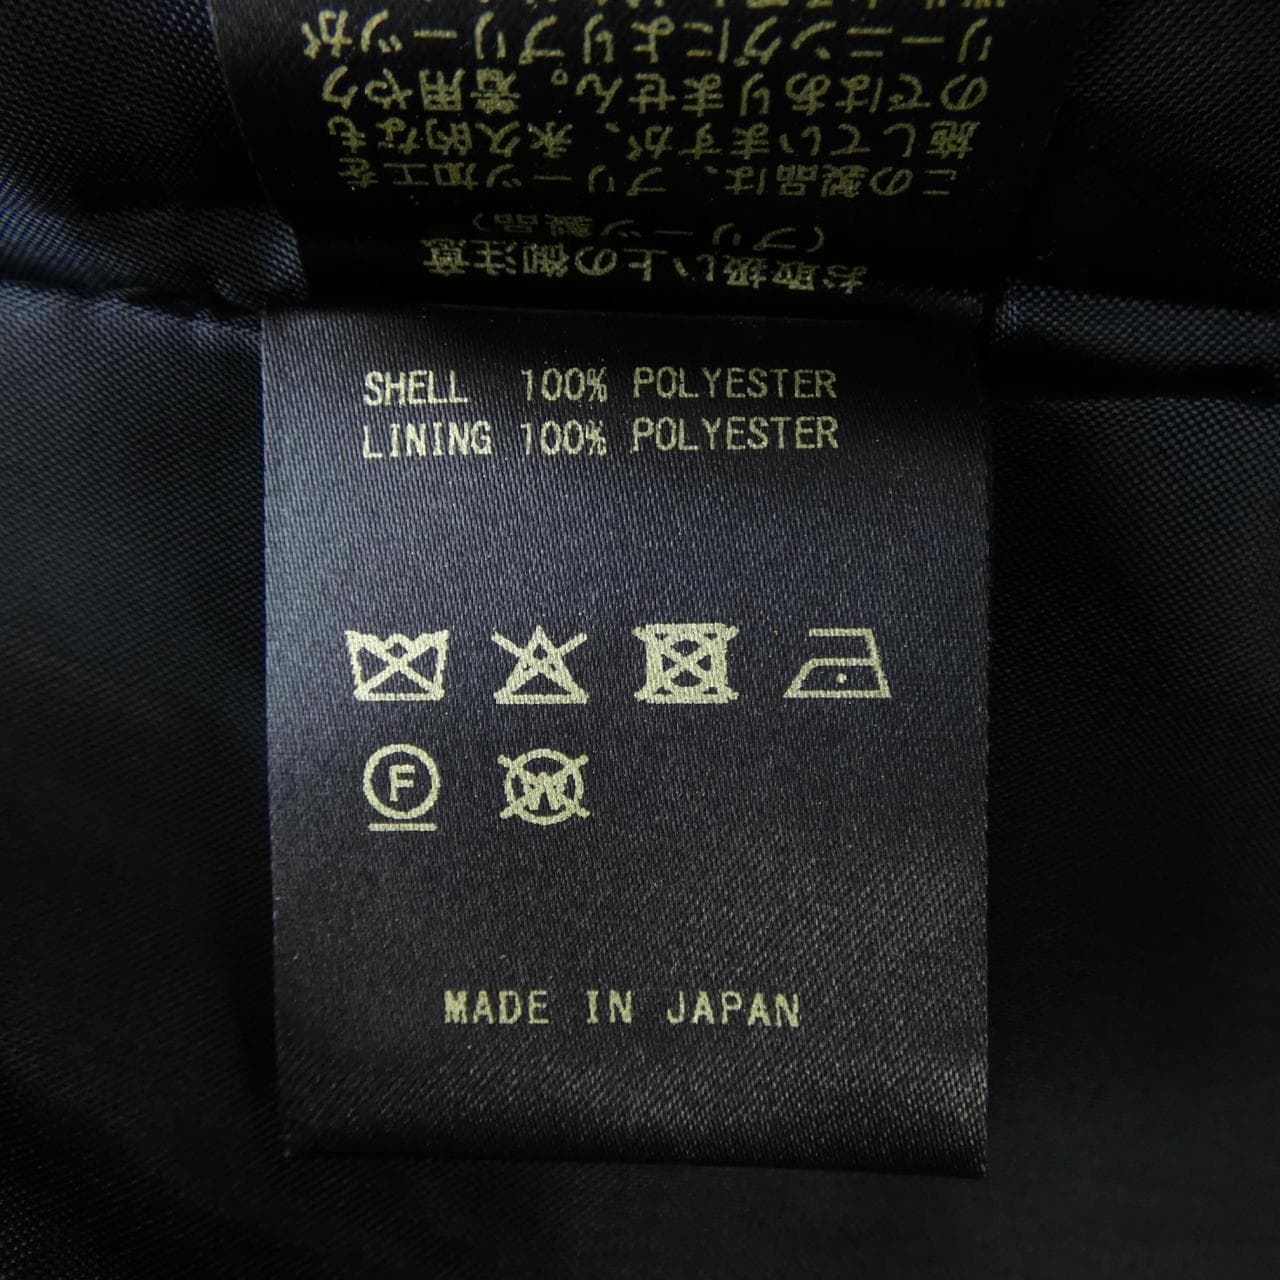 お取扱い上の御注意
(プリーツ製品)
この製品は、プリーツ加工を
施していますが、永久的なも
のではありません。着用やク
リーニングによりプリーツが
SHELL 100% POLYESTER
LINING 100% POLYESTER
F W
MADE IN JAPAN